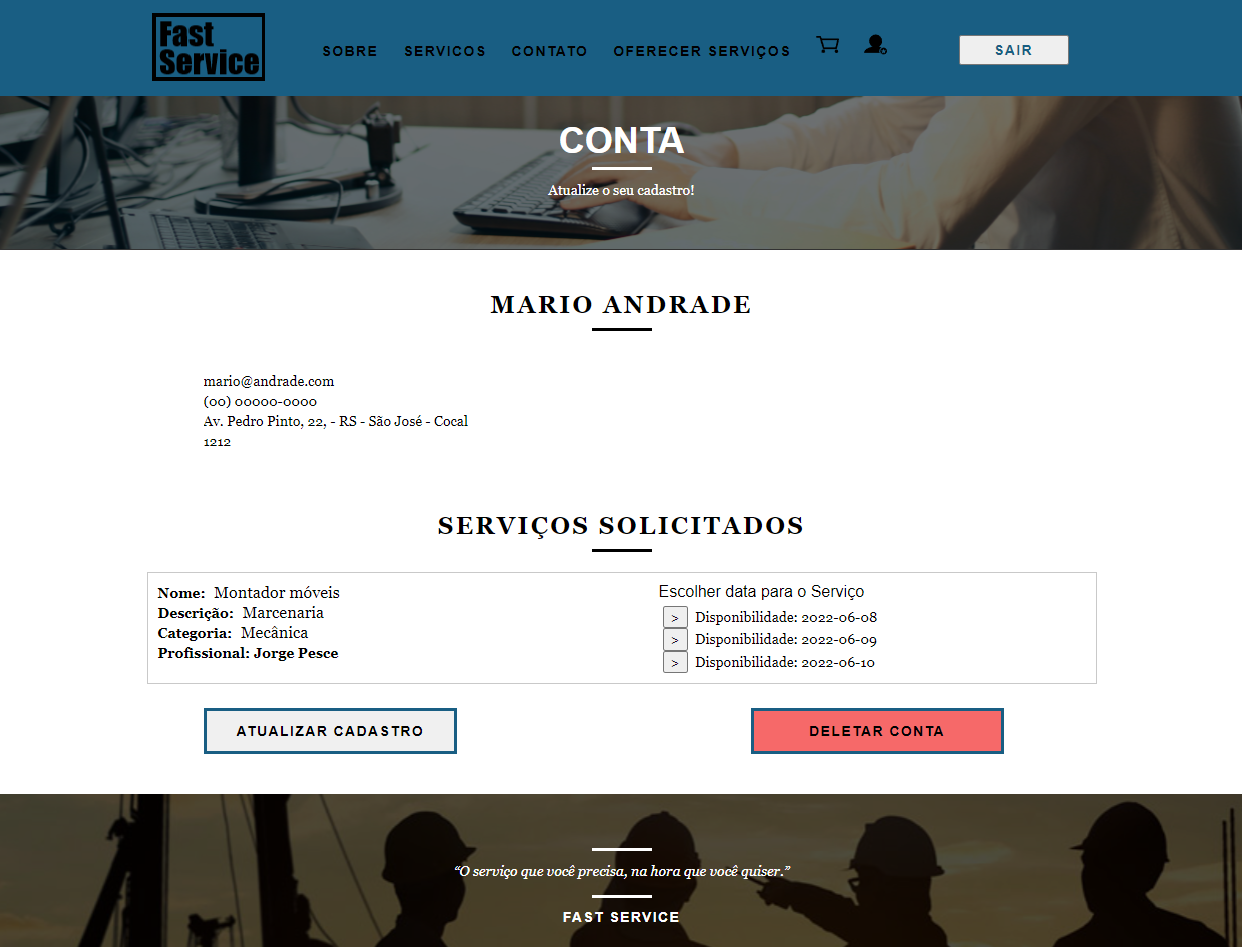 Fast
Service
SOBRE SERVICOS CONTATO OFERECER SERVIÇOS SAIR
CONTA
Atualize o seu cadastro!
MARIO ANDRADE
mario@andrade.com
(00) 00000-0000
Av. Pedro Pinto, 22, - RS - São José - Cocal
1212
SERVIÇOS SOLICITADOS
Nome: Montador móveis
Descrição: Marcenaria
Categoria: Mecânica
Profissional: Jorge Pesce
Escolher data para o Serviço
> Disponibilidade: 2022-06-08
> Disponibilidade: 2022-06-09
> Disponibilidade: 2022-06-10
ATUALIZAR CADASTRO DELETAR CONTA
“O serviço que você precisa, na hora que você quiser.”
FAST SERVICE